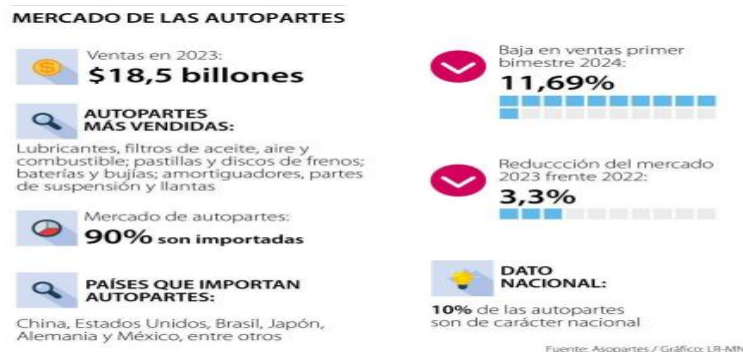 MERCADO DE LAS AUTOPARTES
Ventas en 2023:
$18,5 billones
AUTOPARTES
MÁS VENDIDAS:
Lubricantes, filtros de aceite, aire y
combustible; pastillas y discos de frenos;
baterías y bujías; amortiguadores, partes
de suspensión y llantas
Mercado de autopartes:
90% son importadas
PAÍSES QUE IMPORTAN
AUTOPARTES:
China, Estados Unidos, Brasil, Japón,
Alemania y México, entre otros
Baja en ventas primer
bimestre 2024:
11,69%
Reduccción del mercado
2023 frente 2022:
3,3%
DATO
NACIONAL:
10% de las autopartes
son de carácter nacional
Fuente: Asopartes / Gráfico: LR-MN